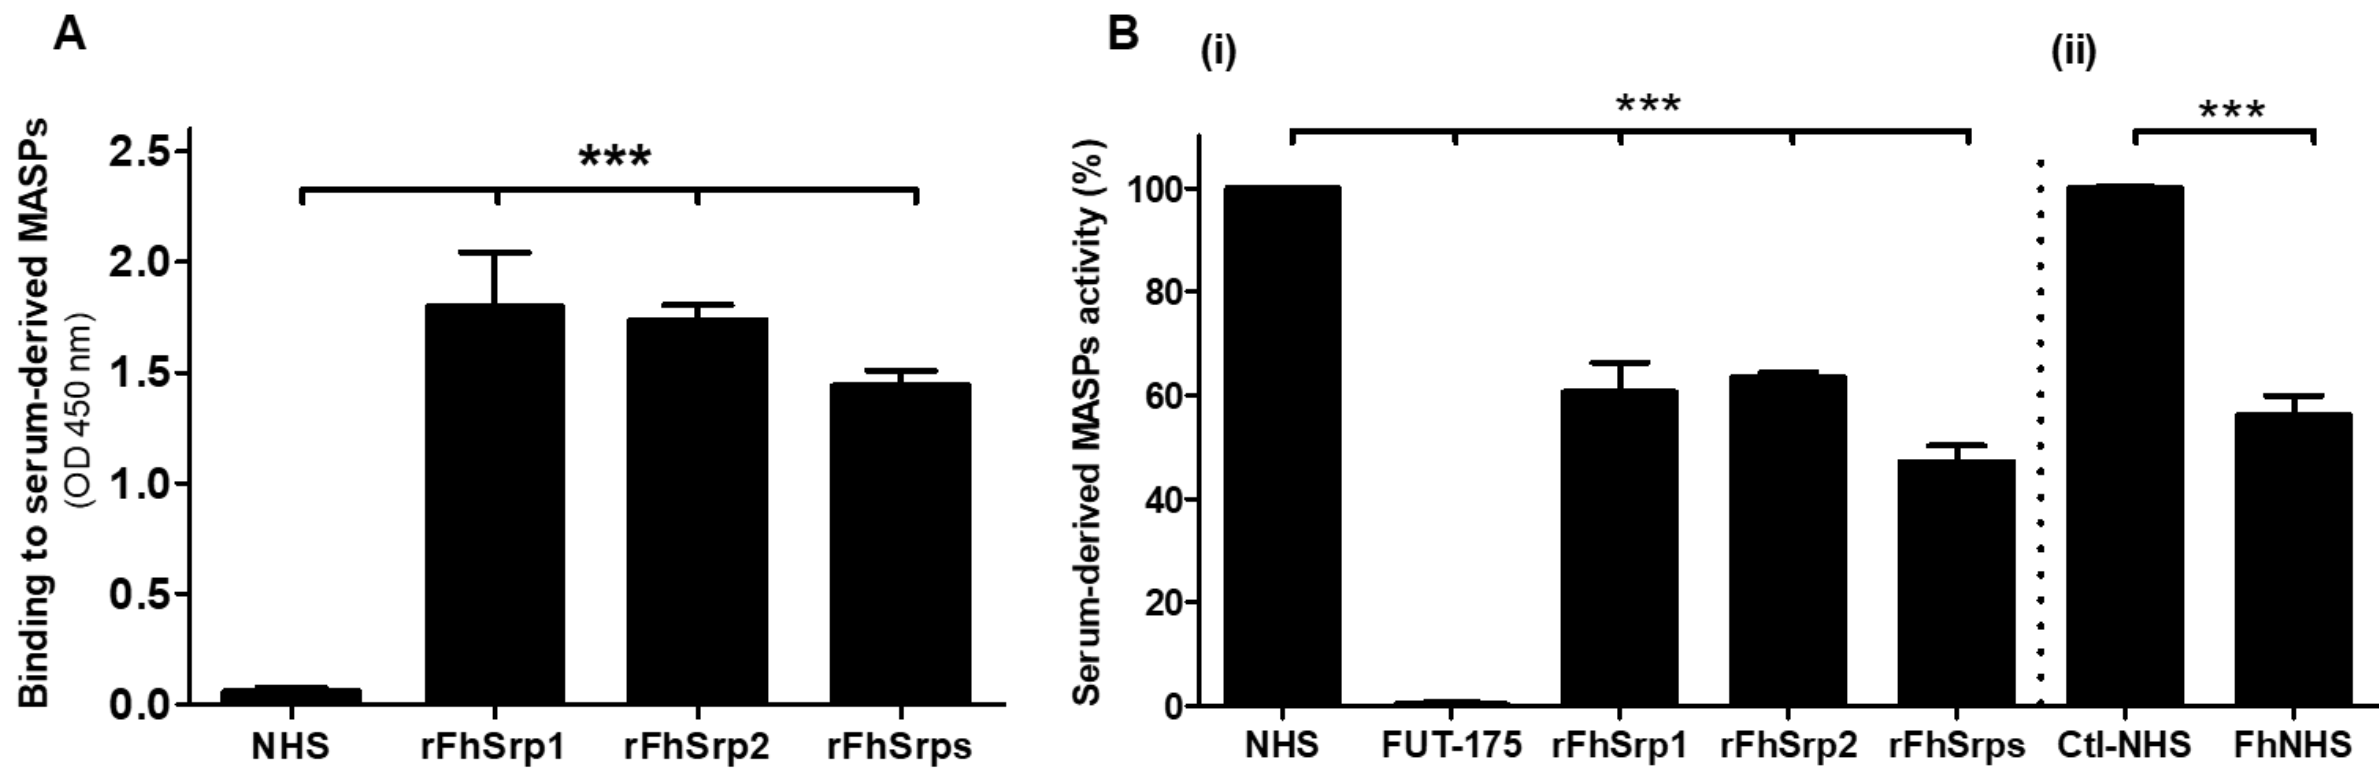 A
Binding to serum-derived MASPs
(OD 450 nm)
2.5
2.0
1.5
1.0
0.5
0.0
***
NHS rFhSrp1 rFhSrp2 rFhSrps
B
(i)
(ii)
Serum-derived MASPs activity (%)
100
80
60
40
20
0
***
***
NHS FUT-175 rFhSrp1 rFhSrp2 rFhSrps Ctl-NHS FhNHS